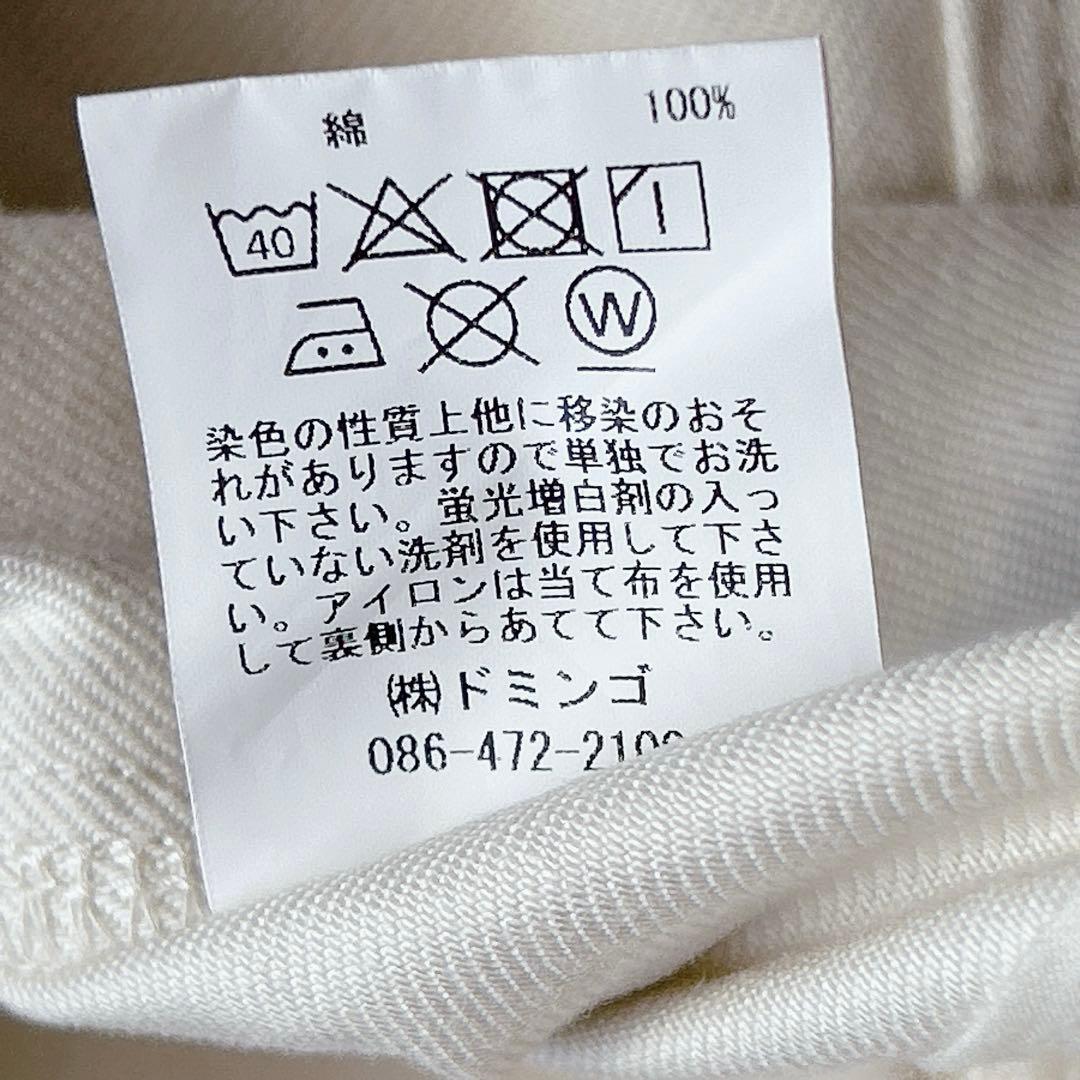 綿 100%
40
W
染色の性質上他に移染のおそ
れがありますので単独でお洗
い下さい。蛍光増白剤の入っ
ていない洗剤を使用して下さ
い。アイロンは当て布を使用
して裏側からあてて下さい。
(株)ドミンゴ
086-472-210